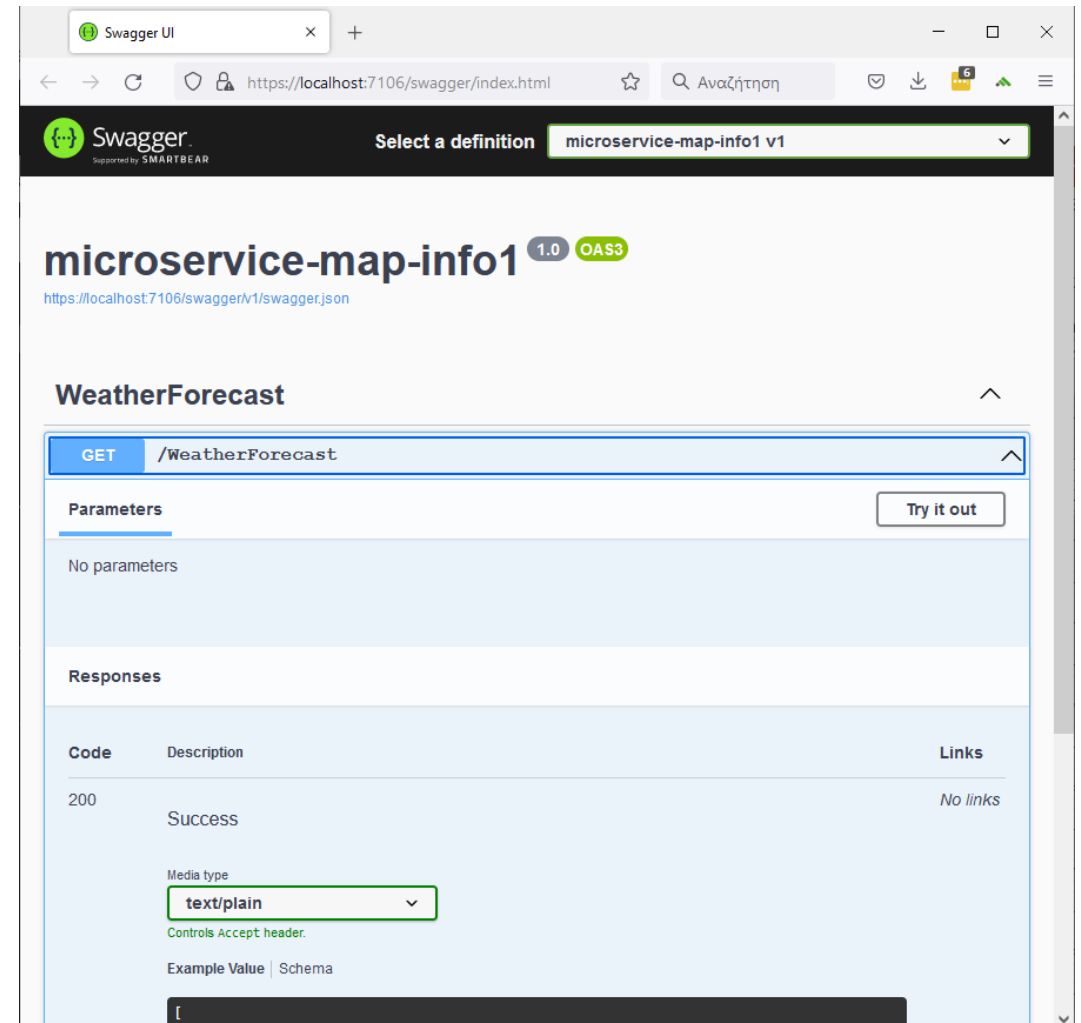 Swagger UI
https://localhost:7106/swagger/index.html
Αναζήτηση
6
Swagger.
Supported by SMARTBEAR
Select a definition
microservice-map-info1 v1
microservice-map-info1 1.0 OAS3
https://localhost:7106/swagger/v1/swagger.json
WeatherForecast
GET /WeatherForecast
Parameters
Try it out
No parameters
Responses
Code Description Links
200 Success No links
Media type
text/plain
Controls Accept header.
Example Value Schema
[